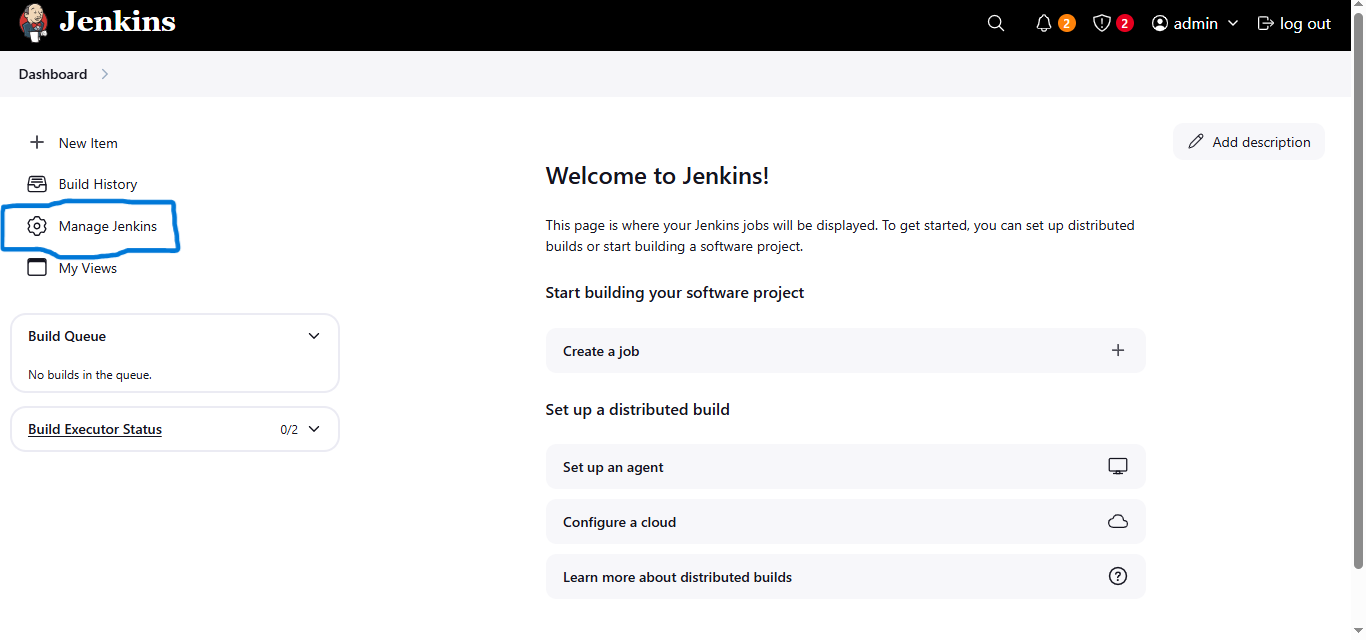 Jenkins
2
2
admin
log out
Dashboard
New Item
Build History
Manage Jenkins
My Views
Build Queue
No builds in the queue.
Build Executor Status 0/2
Add description
Welcome to Jenkins!
This page is where your Jenkins jobs will be displayed. To get started, you can set up distributed
builds or start building a software project.
Start building your software project
Create a job
Set up a distributed build
Set up an agent
Configure a cloud
Learn more about distributed builds